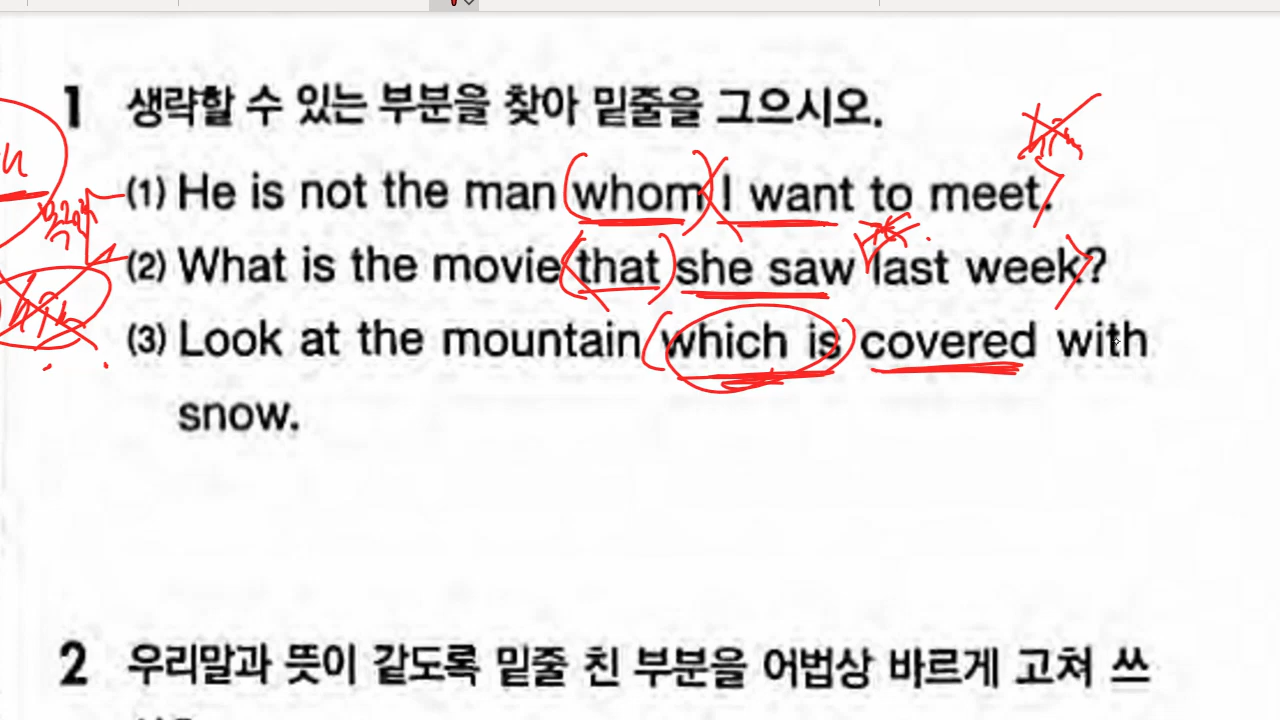 1 생략할 수 있는 부분을 찾아 밑줄을 그으시오.
(1) He is not the man whom I want to meet.
(2) What is the movie that she saw last week?
(3) Look at the mountain which is covered with
snow.
2 우리말과 뜻이 같도록 밑줄 친 부분을 어법상 바르게 고쳐 쓰